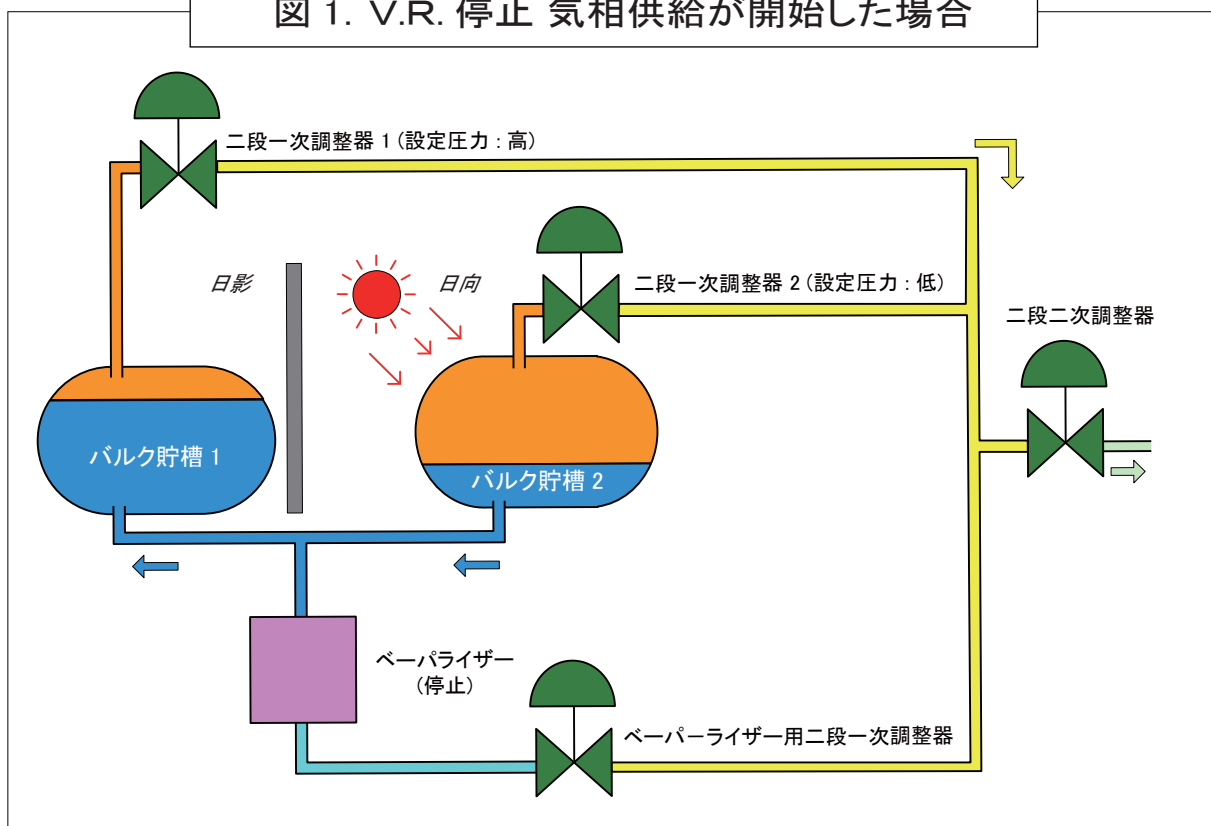 図 1. V.R. 停止 気相供給が開始した場合
二段一次調整器 1 (設定圧力 : 高)
日影
日向
二段一次調整器 2 (設定圧力 : 低)
二段二次調整器
バルク貯槽 1
バルク貯槽 2
ベーパライザー
(停止)
ベーパーライザー用二段一次調整器